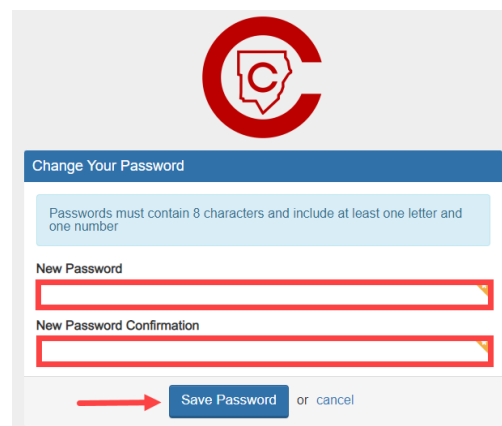 C
Change Your Password
Passwords must contain 8 characters and include at least one letter and
one number
New Password
New Password Confirmation
Save Password or cancel